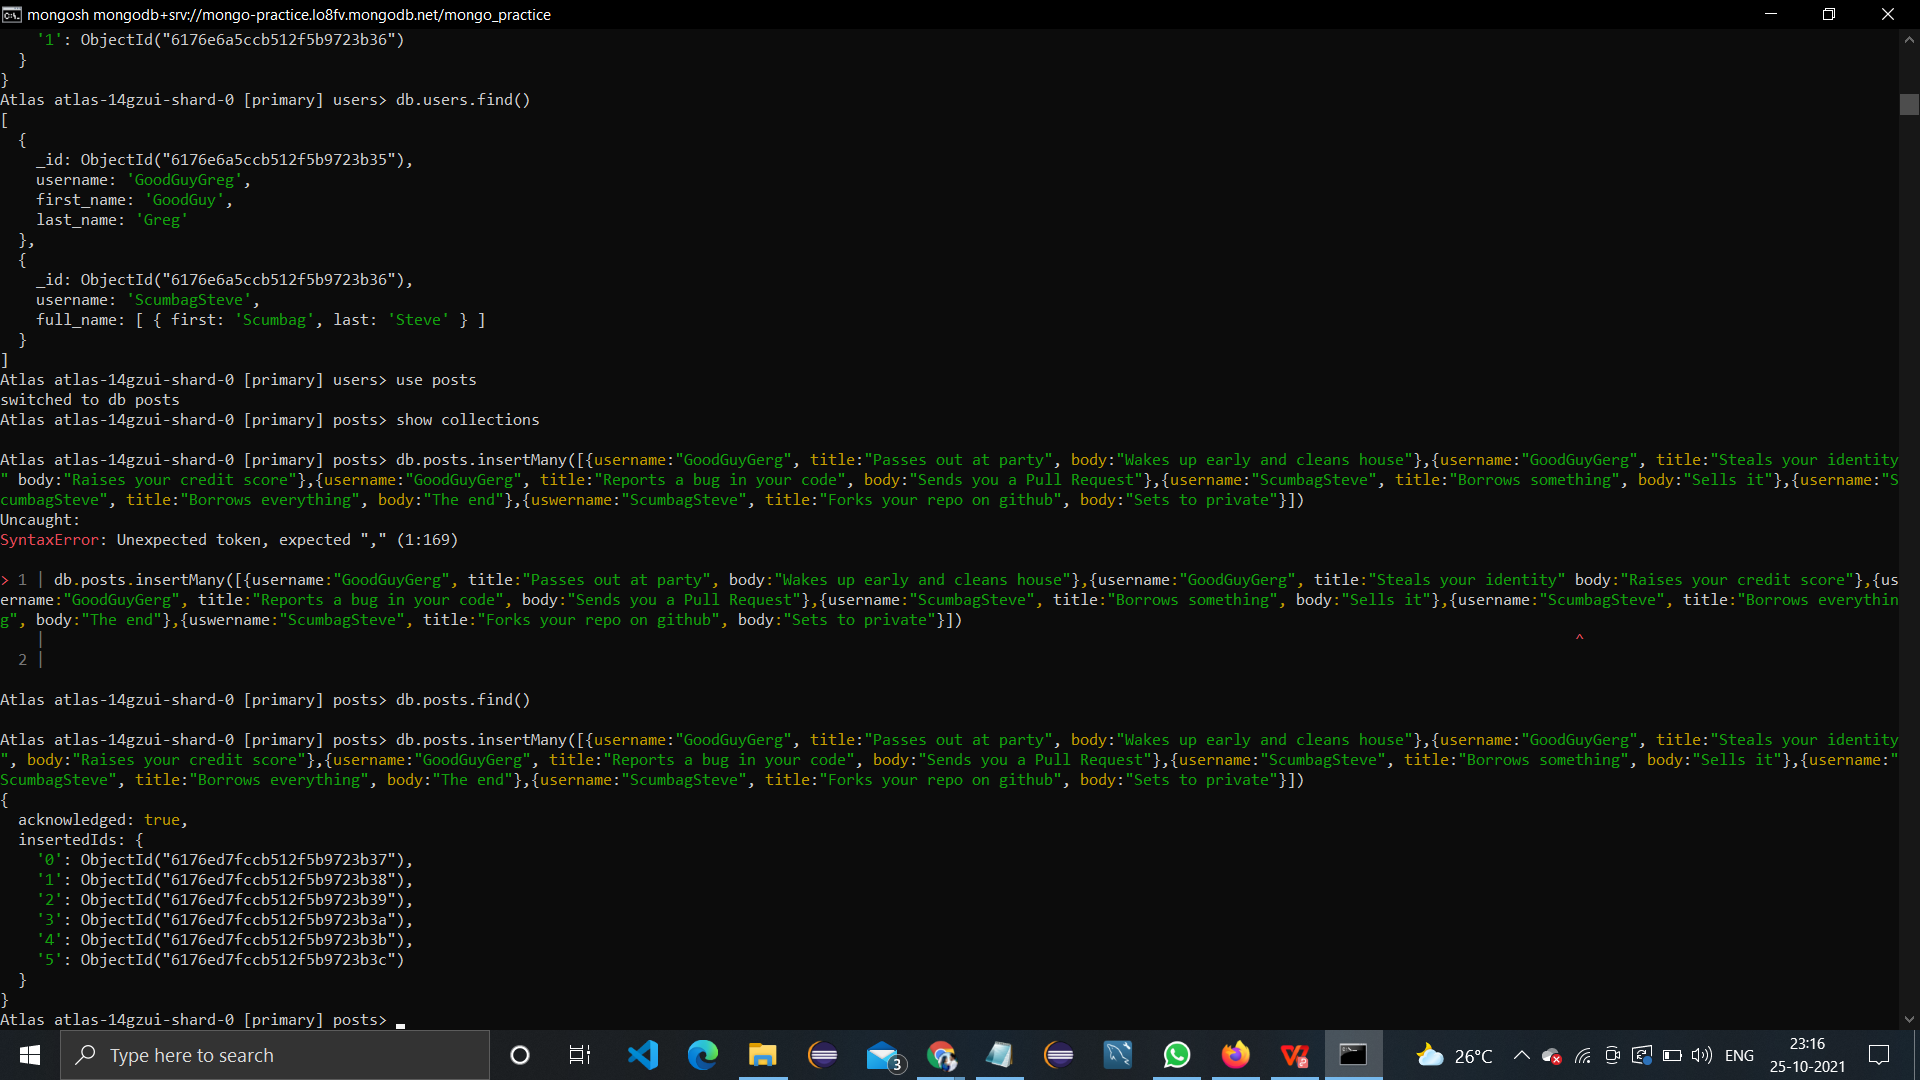 mongosh mongodb+srv://mongo-practice.lo8fv.mongodb.net/mongo_practice
'1': ObjectId("6176e6a5ccb512f5b9723b36")
}
}
Atlas atlas-14gzui-shard-0 [primary] users> db.users.find()
[
{
_id: ObjectId("6176e6a5ccb512f5b9723b35"),
username: 'GoodGuyGreg',
first_name: 'GoodGuy',
last_name: 'Greg'
},
{
_id: ObjectId("6176e6a5ccb512f5b9723b36"),
username: 'ScumbagSteve',
full_name: [ { first: 'Scumbag', last: 'Steve' } ]
}
]
Atlas atlas-14gzui-shard-0 [primary] users> use posts
switched to db posts
Atlas atlas-14gzui-shard-0 [primary] posts> show collections
Atlas atlas-14gzui-shard-0 [primary] posts> db.posts.insertMany([{username:"GoodGuyGerg", title:"Passes out at party", body:"Wakes up early and cleans house"},{username:"GoodGuyGerg", title:"Steals your identity
" body:"Raises your credit score"},{username:"GoodGuyGerg", title:"Reports a bug in your code", body:"Sends you a Pull Request"},{username:"ScumbagSteve", title:"Borrows something", body:"Sells it"},{username:"S
cumbagSteve", title:"Borrows everything", body:"The end"},{uswername:"ScumbagSteve", title:"Forks your repo on github", body:"Sets to private"}])
Uncaught:
SyntaxError: Unexpected token, expected "," (1:169)
> 1 | db.posts.insertMany([{username:"GoodGuyGerg", title:"Passes out at party", body:"Wakes up early and cleans house"},{username:"GoodGuyGerg", title:"Steals your identity" body:"Raises your credit score"},{us
ername:"GoodGuyGerg", title:"Reports a bug in your code", body:"Sends you a Pull Request"},{username:"ScumbagSteve", title:"Borrows something", body:"Sells it"},{username:"ScumbagSteve", title:"Borrows everythin
g", body:"The end"},{uswername:"ScumbagSteve", title:"Forks your repo on github", body:"Sets to private"}])
| ^
2 |
Atlas atlas-14gzui-shard-0 [primary] posts> db.posts.find()
Atlas atlas-14gzui-shard-0 [primary] posts> db.posts.insertMany([{username:"GoodGuyGerg", title:"Passes out at party", body:"Wakes up early and cleans house"},{username:"GoodGuyGerg", title:"Steals your identity
", body:"Raises your credit score"},{username:"GoodGuyGerg", title:"Reports a bug in your code", body:"Sends you a Pull Request"},{username:"ScumbagSteve", title:"Borrows something", body:"Sells it"},{username:"
ScumbagSteve", title:"Borrows everything", body:"The end"},{username:"ScumbagSteve", title:"Forks your repo on github", body:"Sets to private"}])
{
acknowledged: true,
insertedIds: {
'0': ObjectId("6176ed7fccb512f5b9723b37"),
'1': ObjectId("6176ed7fccb512f5b9723b38"),
'2': ObjectId("6176ed7fccb512f5b9723b39"),
'3': ObjectId("6176ed7fccb512f5b9723b3a"),
'4': ObjectId("6176ed7fccb512f5b9723b3b"),
'5': ObjectId("6176ed7fccb512f5b9723b3c")
}
}
Atlas atlas-14gzui-shard-0 [primary] posts>
Type here to search
3
26°C
ENG
23:16
25-10-2021